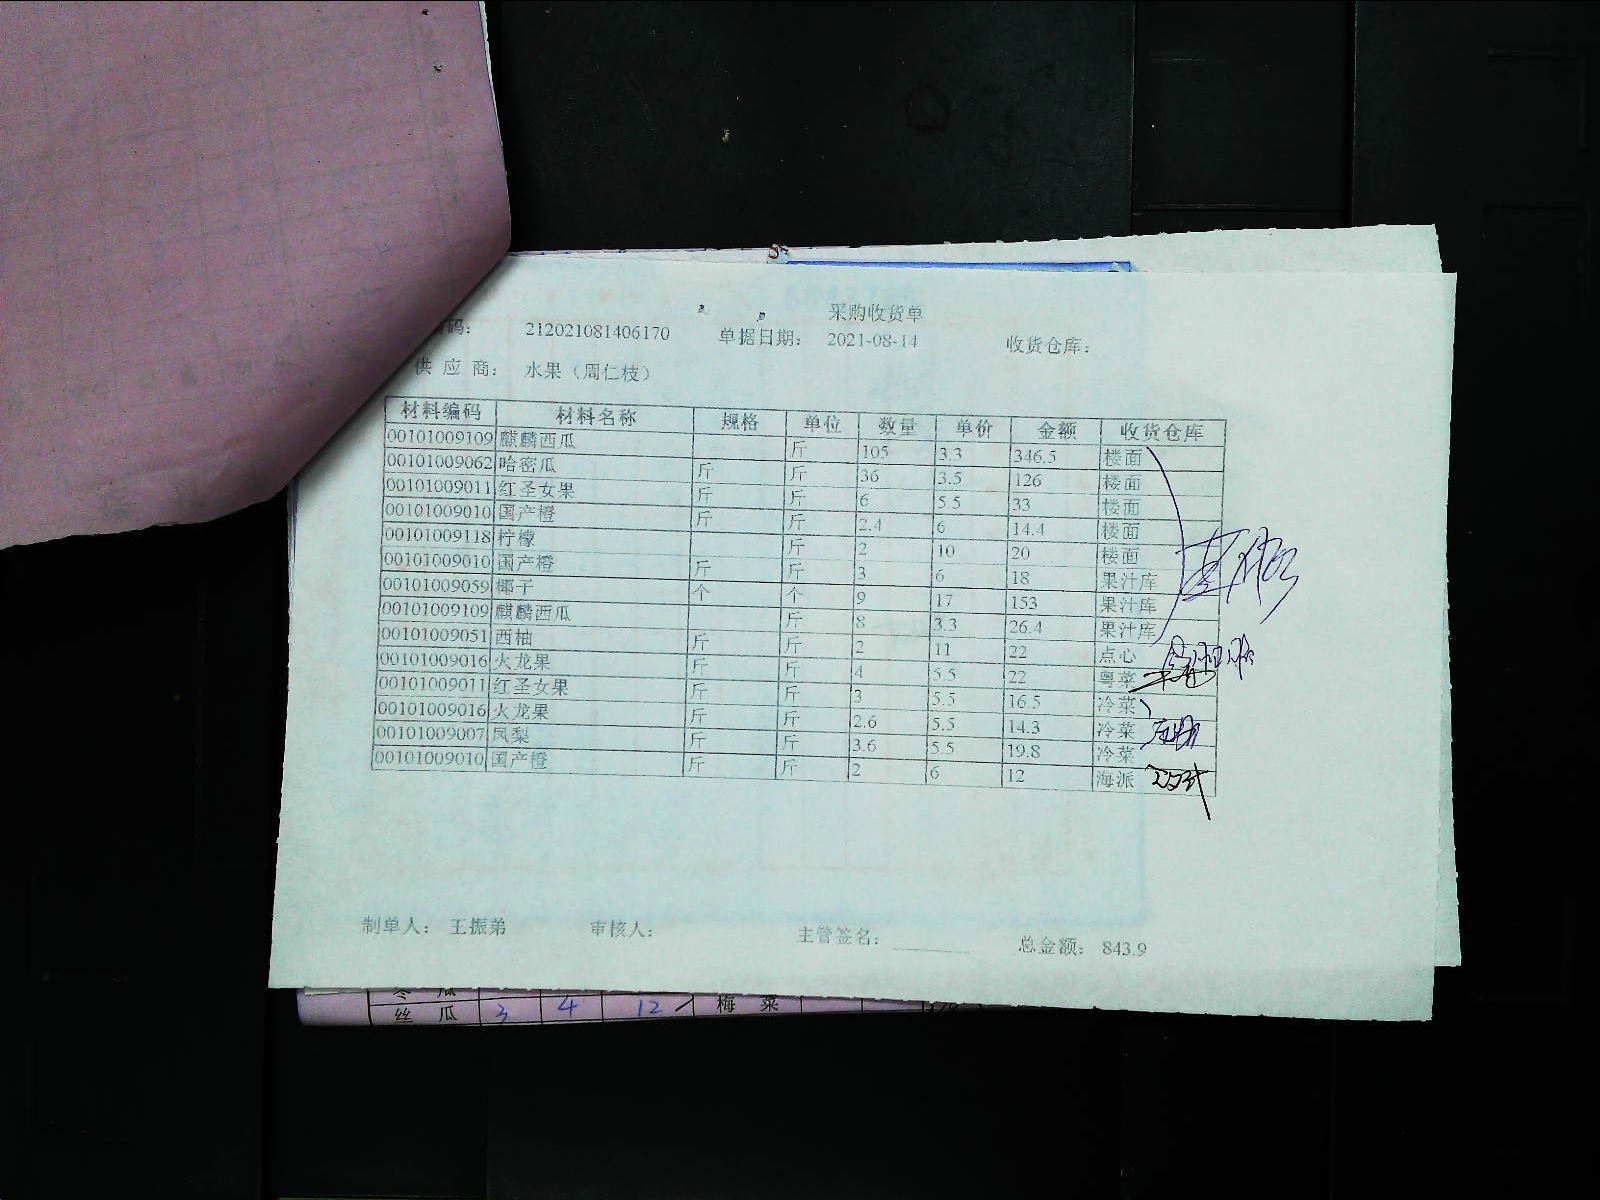 采购收货单
码： 212021081406170 单据日期： 2021-08-14 收货仓库：
供 应 商： 水果（周仁枝）
材料编码 材料名称 规格 单位 数量 单价 金额 收货仓库
00101009109 麒麟西瓜 斤 105 3.3 346.5 楼面
00101009062 哈密瓜 斤 斤 36 3.5 126 楼面
00101009011 红圣女果 斤 斤 6 5.5 33 楼面
00101009010 国产橙 斤 斤 2.4 6 14.4 楼面
00101009118 柠檬 斤 2 10 20 楼面
00101009010 国产橙 斤 斤 3 6 18 果汁库
00101009059 椰子 个 个 9 17 153 果汁库
00101009109 麒麟西瓜 斤 8 3.3 26.4 果汁库
00101009051 西柚 斤 斤 2 11 22 点心
00101009016 火龙果 斤 斤 4 5.5 22 粤菜
00101009011 红圣女果 斤 斤 3 5.5 16.5 冷菜
00101009016 火龙果 斤 斤 2.6 5.5 14.3 冷菜
00101009007 凤梨 斤 斤 3.6 5.5 19.8 冷菜
00101009010 国产橙 斤 斤 2 6 12 海派
制单人： 王振弟 审核人： 主管签名： 总金额： 843.9
冬 瓜
丝 瓜 3 4 12 梅 菜